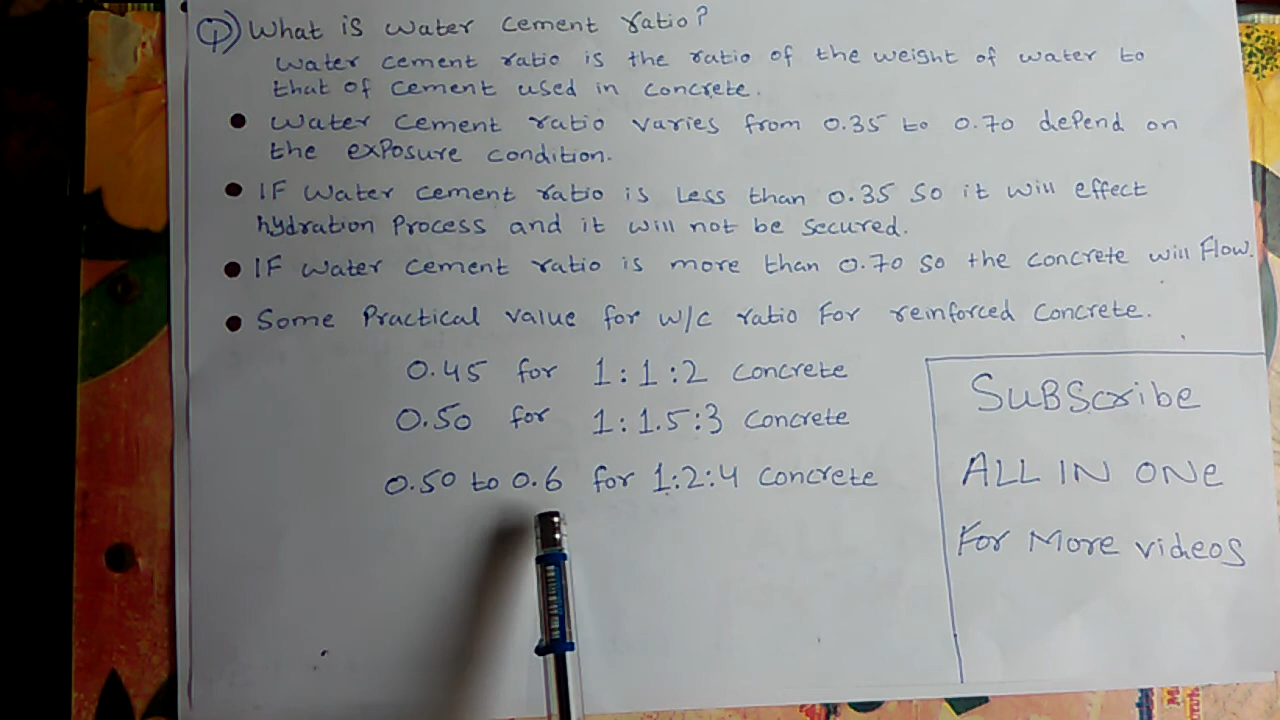 Q) What is water cement ratio?
water cement ratio is the ratio of the weight of water to
that of cement used in concrete.
• Water cement ratio varies from 0.35 to 0.70 depend on
the exposure condition.
• IF water cement ratio is Less than 0.35 so it will effect
hydration process and it will not be secured.
• IF water cement ratio is more than 0.70 so the concrete will Flow.
• Some Practical value for w/c ratio For reinforced concrete.
0.45 for 1:1:2 concrete
0.50 for 1:1.5:3 concrete
0.50 to 0.6 for 1:2:4 concrete
SUBScribe
ALL IN ONE
For More videos